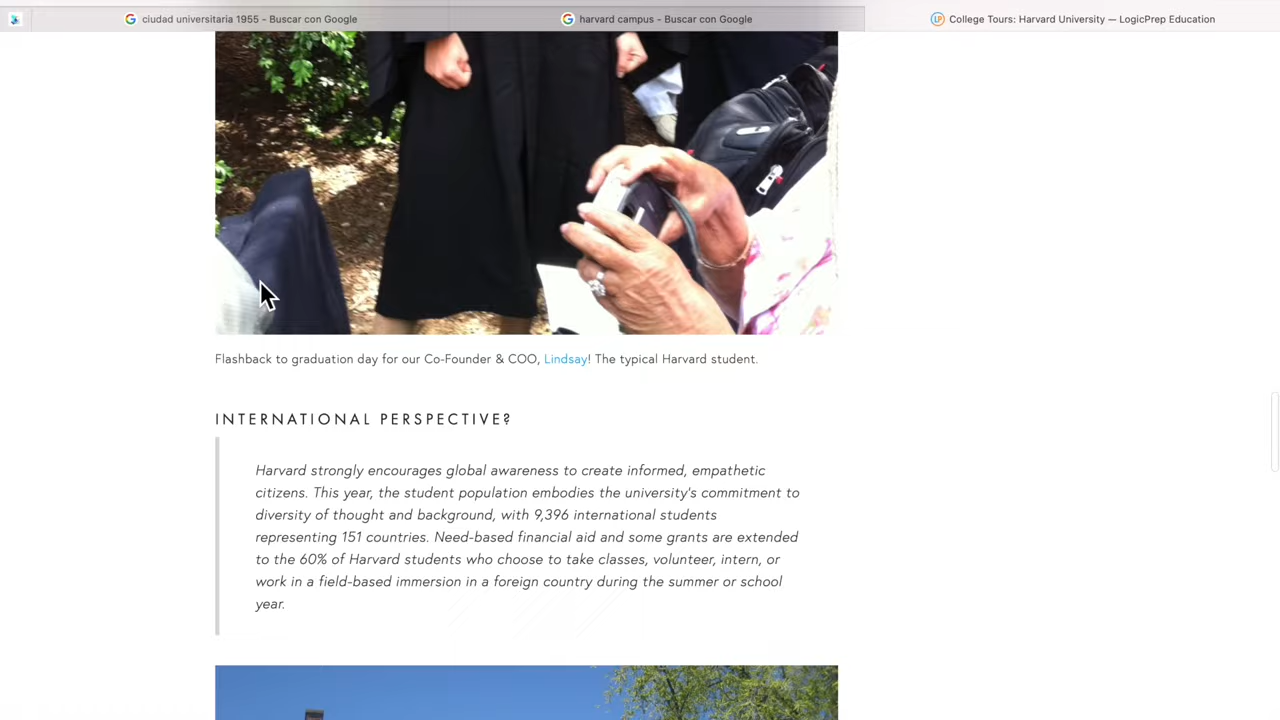 ciudad universitaria 1955 - Buscar con Google
harvard campus - Buscar con Google
LP College Tours: Harvard University — LogicPrep Education
Flashback to graduation day for our Co-Founder & COO, Lindsay! The typical Harvard student.
INTERNATIONAL PERSPECTIVE?
Harvard strongly encourages global awareness to create informed, empathetic
citizens. This year, the student population embodies the university's commitment to
diversity of thought and background, with 9,396 international students
representing 151 countries. Need-based financial aid and some grants are extended
to the 60% of Harvard students who choose to take classes, volunteer, intern, or
work in a field-based immersion in a foreign country during the summer or school
year.